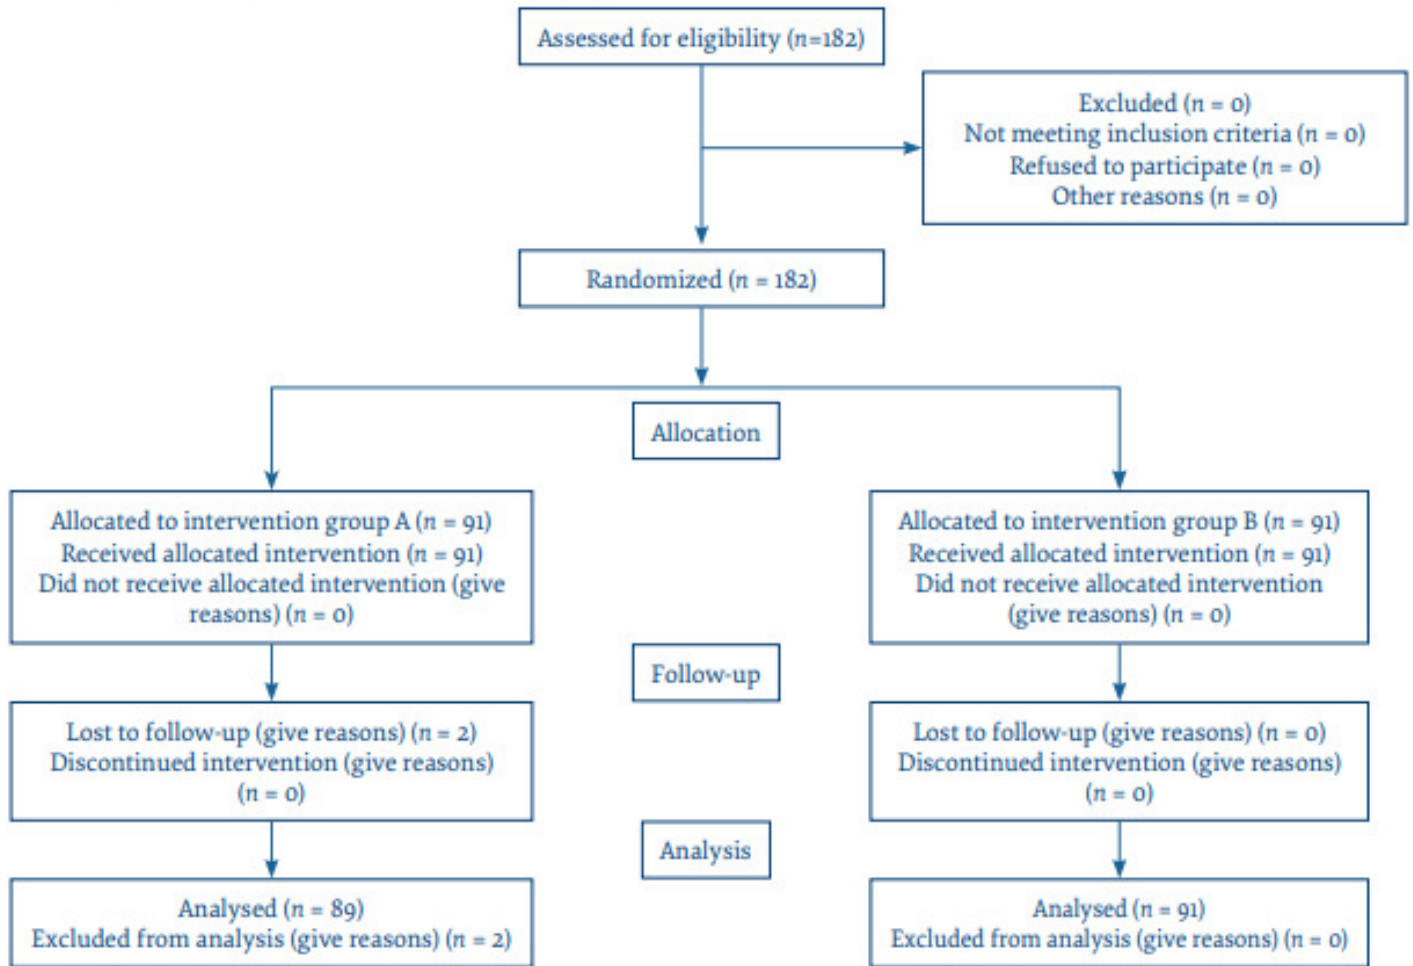 Assessed for eligibility (n=182)
Excluded (n = 0)
Not meeting inclusion criteria (n = 0)
Refused to participate (n = 0)
Other reasons (n = 0)
Randomized (n = 182)
Allocation
Allocated to intervention group A (n = 91)
Received allocated intervention (n = 91)
Did not receive allocated intervention (give
reasons) (n = 0)
Allocated to intervention group B (n = 91)
Received allocated intervention (n = 91)
Did not receive allocated intervention
(give reasons) (n = 0)
Follow-up
Lost to follow-up (give reasons) (n = 2)
Discontinued intervention (give reasons)
(n = 0)
Lost to follow-up (give reasons) (n = 0)
Discontinued intervention (give reasons)
(n = 0)
Analysis
Analysed (n = 89)
Excluded from analysis (give reasons) (n = 2)
Analysed (n = 91)
Excluded from analysis (give reasons) (n = 0)